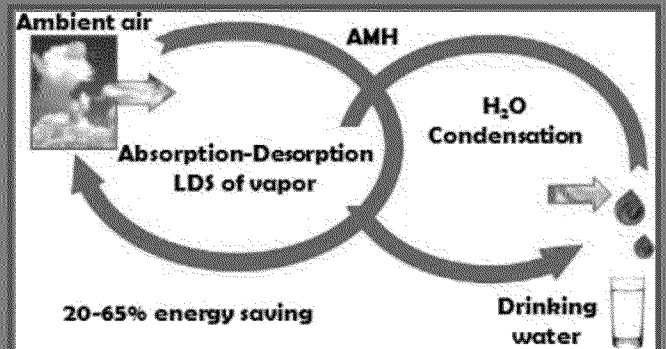 Ambient air
AMH
H₂O
Condensation
Absorption-Desorption
LDS of vapor
20-65% energy saving
Drinking
water